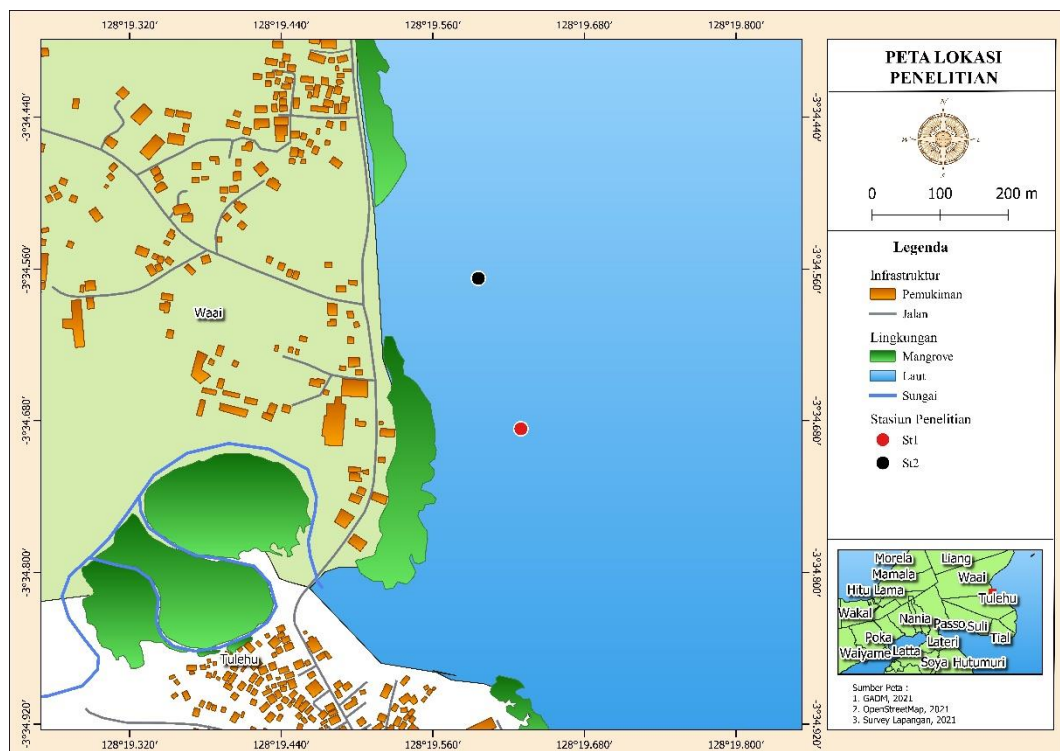 128°19.320' 128°19.440' 128°19.560' 128°19.680' 128°19.800'
-3°34.440' -3°34.440'
-3°34.560' -3°34.560'
Waai
-3°34.680' -3°34.680'
-3°34.800' -3°34.800'
Tulehu
-3°34.920' -3°34.920'
128°19.320' 128°19.440' 128°19.560' 128°19.680' 128°19.800'
PETA LOKASI
PENELITIAN
0 100 200 m
Legenda
Infrastruktur
Pemukiman
Jalan
Lingkungan
Mangrove
Laut
Sungai
Stasiun Penelitian
St1
St2
Morela Liang
Mamala Waai
Hitu Lama Tulehu
Wakal Nania Passo Suli
Poka Lateri Tial
Waiyame Latta
Soya Hutumuri
Sumber Peta :
1. GADM, 2021
2. OpenStreetMap, 2021
3. Survey Lapangan, 2021